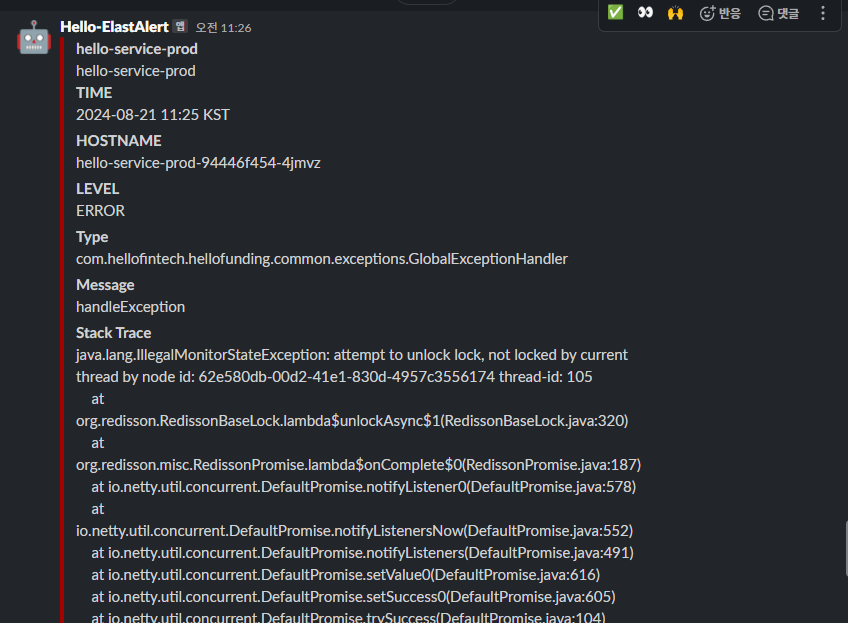 Hello-ElastAlert 앱 오전 11:26
반응 댓글
hello-service-prod
hello-service-prod
TIME
2024-08-21 11:25 KST
HOSTNAME
hello-service-prod-94446f454-4jmvz
LEVEL
ERROR
Type
com.hellofintech.hellofunding.common.exceptions.GlobalExceptionHandler
Message
handleException
Stack Trace
java.lang.IllegalMonitorStateException: attempt to unlock lock, not locked by current
thread by node id: 62e580db-00d2-41e1-830d-4957c3556174 thread-id: 105
at
org.redisson.RedissonBaseLock.lambda$unlockAsync$1(RedissonBaseLock.java:320)
at
org.redisson.misc.RedissonPromise.lambda$onComplete$0(RedissonPromise.java:187)
at io.netty.util.concurrent.DefaultPromise.notifyListener0(DefaultPromise.java:578)
at
io.netty.util.concurrent.DefaultPromise.notifyListenersNow(DefaultPromise.java:552)
at io.netty.util.concurrent.DefaultPromise.notifyListeners(DefaultPromise.java:491)
at io.netty.util.concurrent.DefaultPromise.setValue0(DefaultPromise.java:616)
at io.netty.util.concurrent.DefaultPromise.setSuccess0(DefaultPromise.java:605)
at io.netty.util.concurrent.DefaultPromise.trySuccess(DefaultPromise.java:104)